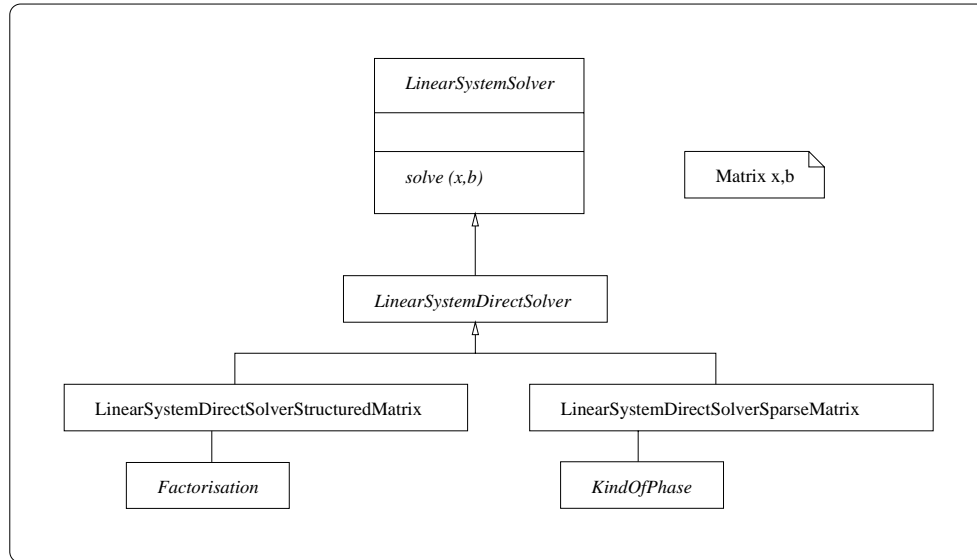 LinearSystemSolver
solve (x,b)
Matrix x,b
LinearSystemDirectSolver
LinearSystemDirectSolverStructuredMatrix
LinearSystemDirectSolverSparseMatrix
Factorisation
KindOfPhase